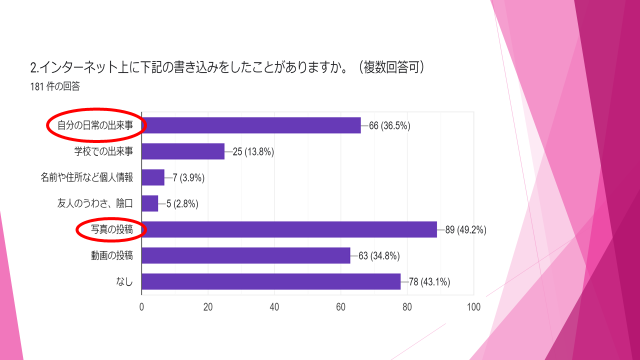 2.インターネット上に下記の書き込みをしたことがありますか。（複数回答可）
181 件の回答
自分の日常の出来事 66 (36.5%)
学校での出来事 25 (13.8%)
名前や住所など個人情報 7 (3.9%)
友人のうわさ、陰口 5 (2.8%)
写真の投稿 89 (49.2%)
動画の投稿 63 (34.8%)
なし 78 (43.1%)
0 20 40 60 80 100